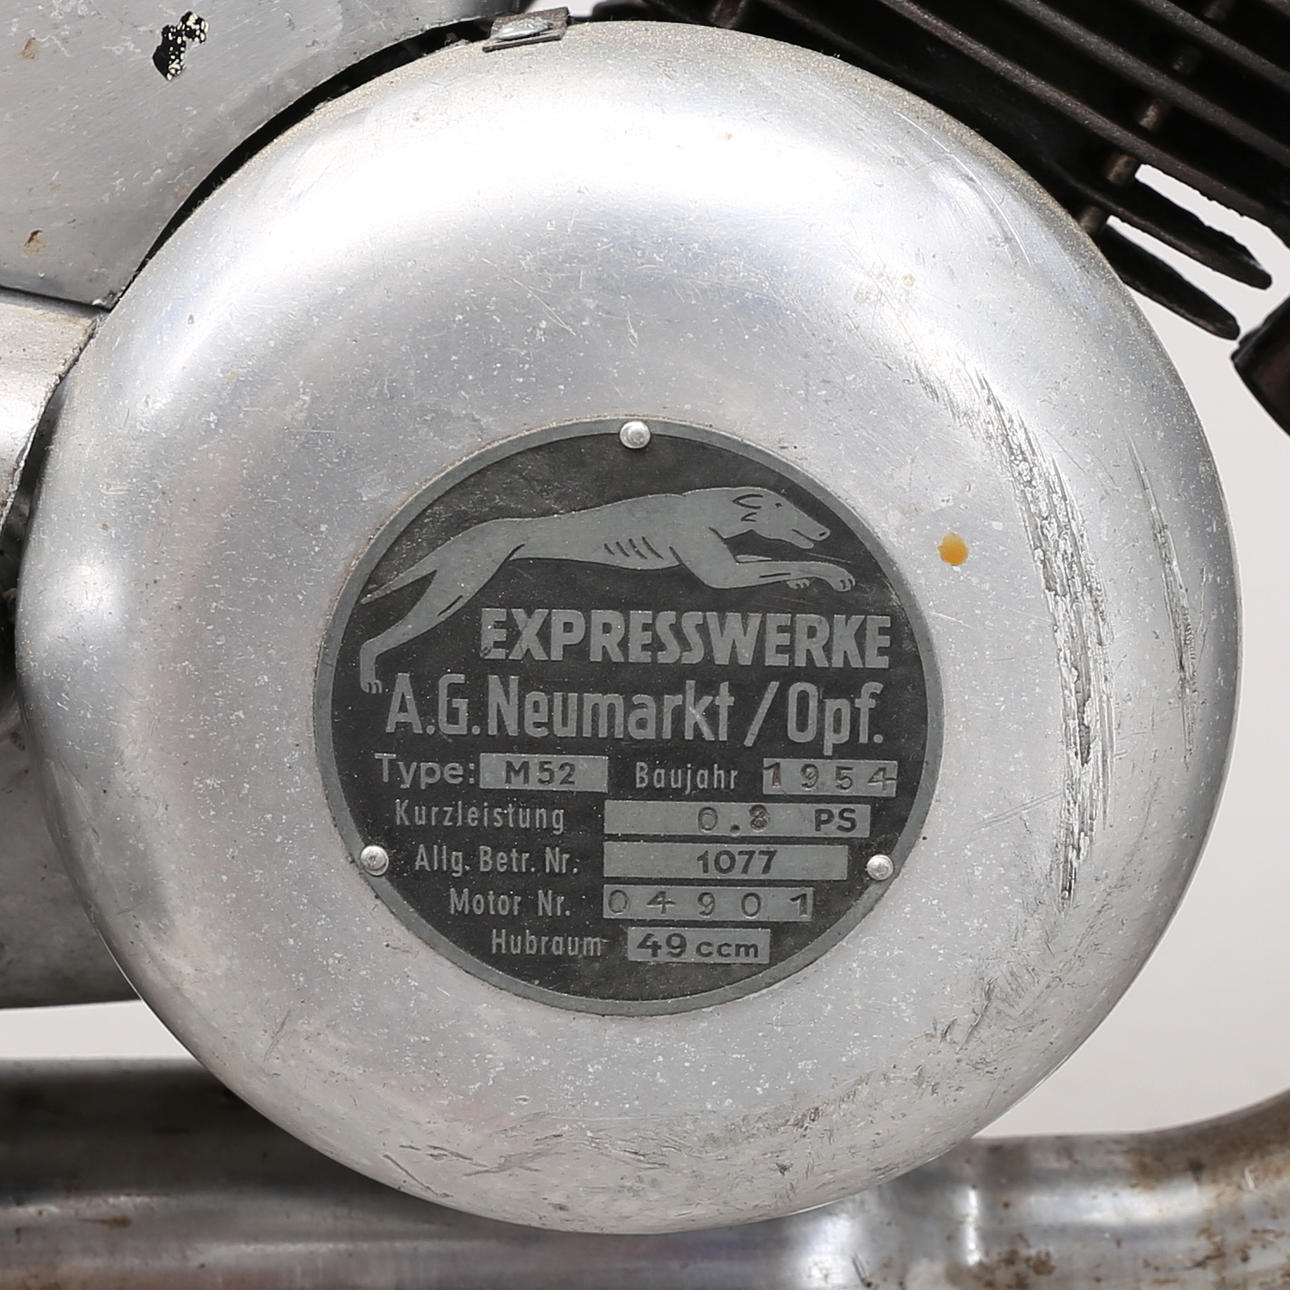 EXPRESSWERKE
A.G. Neumarkt / Opf.
Type: M52 Baujahr 1954
Kurzleistung 0.8 PS
Allg. Betr. Nr. 1077
Motor Nr. 04901
Hubraum 49 ccm